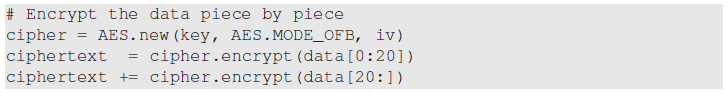 # Encrypt the data piece by piece
cipher = AES.new(key, AES.MODE_OFB, iv)
ciphertext  = cipher.encrypt(data[0:20])
ciphertext += cipher.encrypt(data[20:])